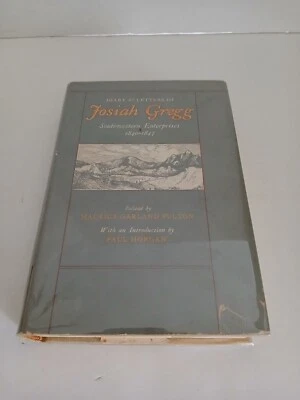 DIARY & LETTERS OF
Josiah Gregg
Southwestern Enterprises
1840-1847
Edited by
MAURICE GARLAND FULTON
With an Introduction by
PAUL HORGAN